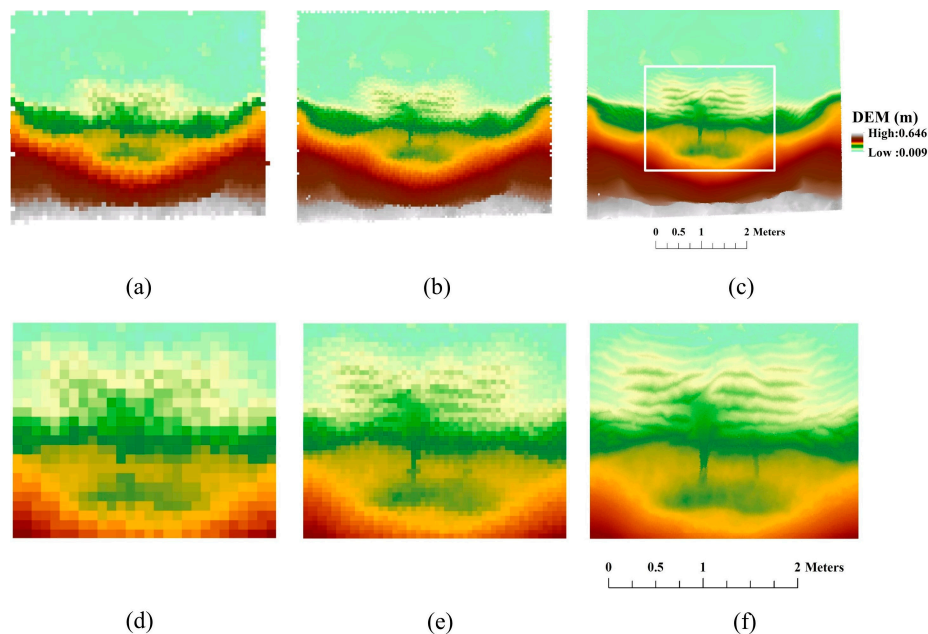 DEM (m)
High:0.646
Low :0.009
0 0.5 1 2 Meters
(a)
(b)
(c)
0 0.5 1 2 Meters
(d)
(e)
(f)